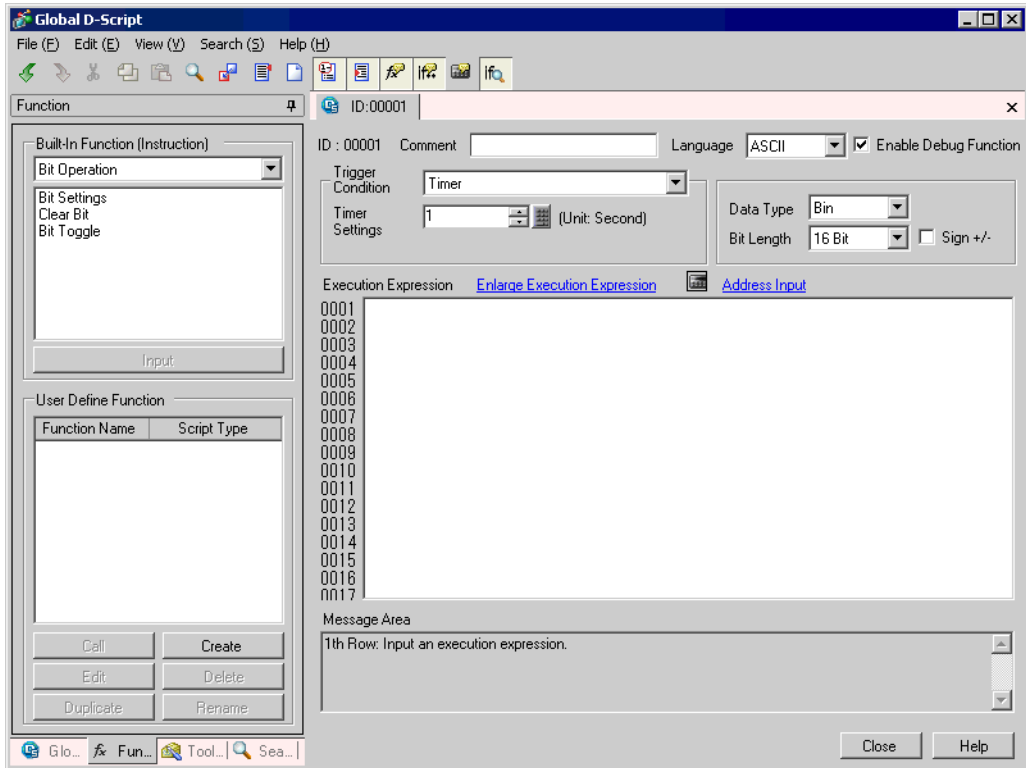 Global D-Script
File (F) Edit (E) View (V) Search (S) Help (H)
Function
ID:00001
Built-In Function (Instruction)
Bit Operation
Bit Settings
Clear Bit
Bit Toggle
Input
User Define Function
Function Name Script Type
Call Create
Edit Delete
Duplicate Rename
Glo... fx Fun... Tool... Sea...
ID : 00001 Comment Language ASCII Enable Debug Function
Trigger
Condition
Timer
Timer
Settings
1 (Unit: Second)
Data Type Bin
Bit Length 16 Bit Sign +/-
Execution Expression Enlarge Execution Expression Address Input
0001
0002
0003
0004
0005
0006
0007
0008
0009
0010
0011
0012
0013
0014
0015
0016
0017
Message Area
1th Row: Input an execution expression.
Close Help